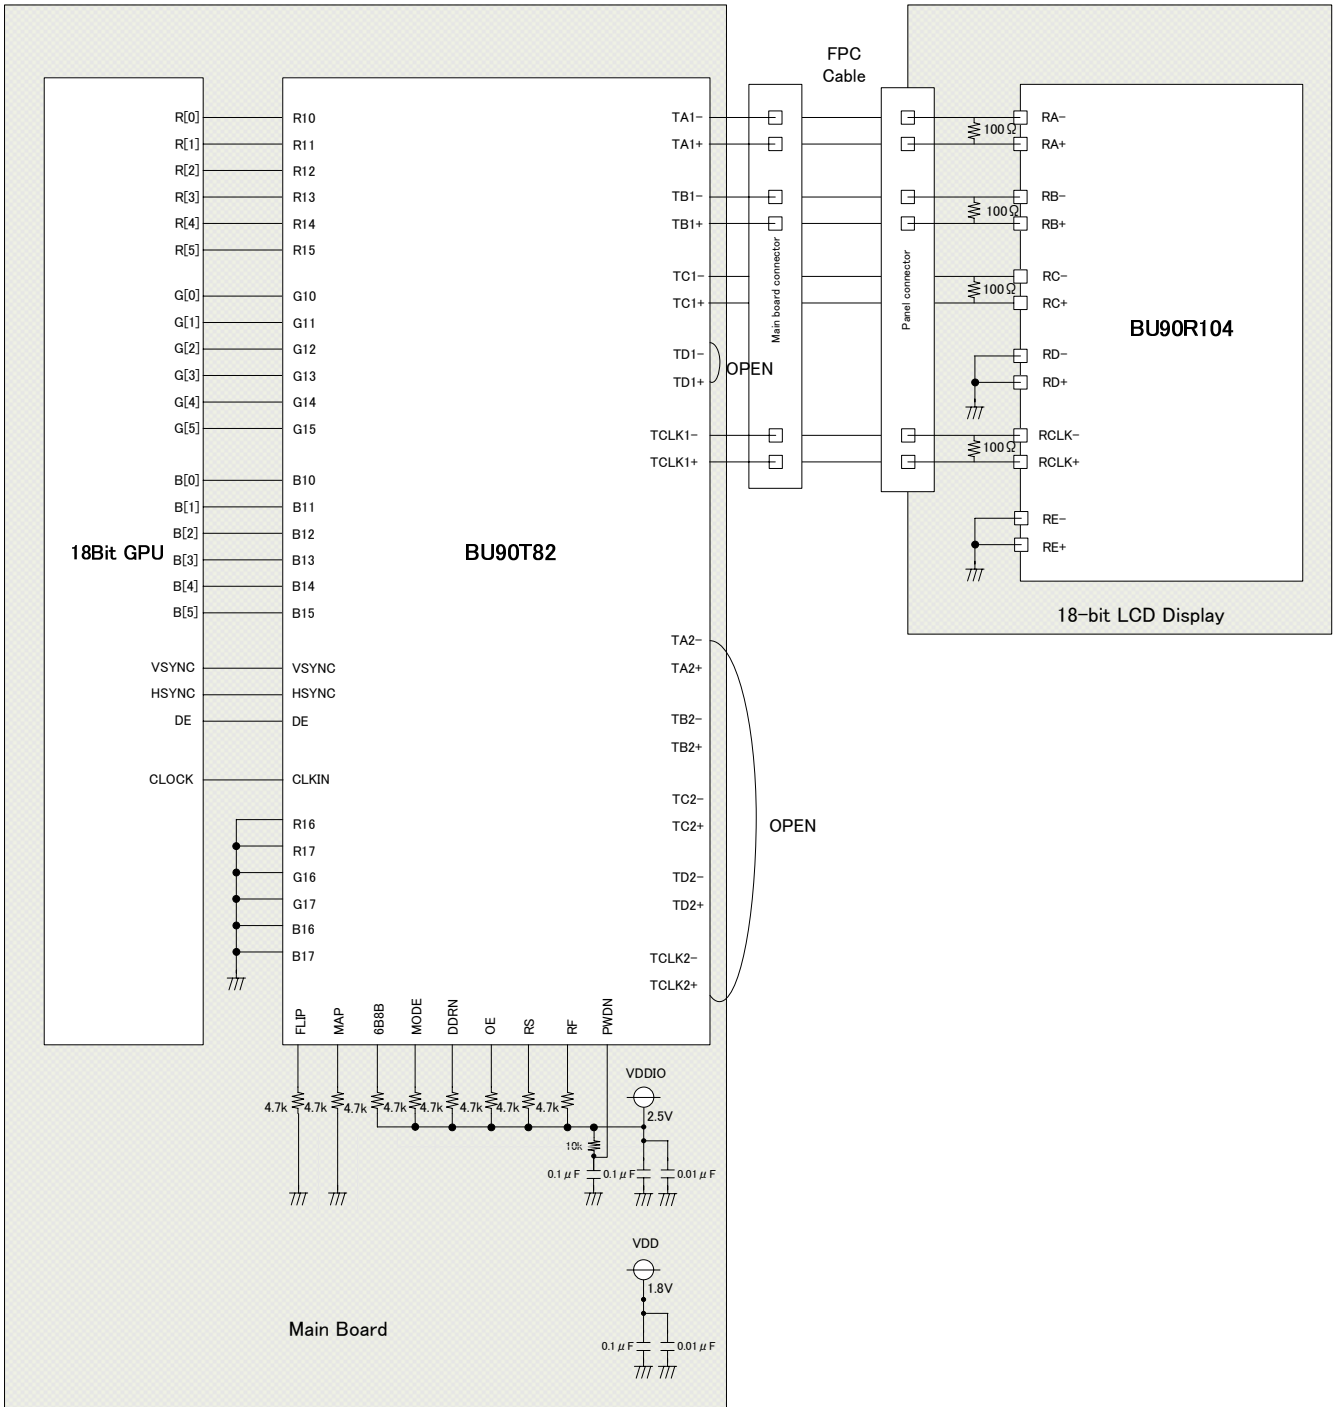 FPC
Cable
R[0]
R[1]
R[2]
R[3]
R[4]
R[5]
G[0]
G[1]
G[2]
G[3]
G[4]
G[5]
B[0]
B[1]
B[2]
B[3]
B[4]
B[5]
18Bit GPU
VSYNC
HSYNC
DE
CLOCK
R10
R11
R12
R13
R14
R15
G10
G11
G12
G13
G14
G15
B10
B11
B12
B13
B14
B15
VSYNC
HSYNC
DE
CLKIN
R16
R17
G16
G17
B16
B17
BU90T82
TA1-
TA1+
TB1-
TB1+
TC1-
TC1+
TD1-
TD1+
OPEN
TCLK1-
TCLK1+
TA2-
TA2+
TB2-
TB2+
TC2-
TC2+
TD2-
TD2+
TCLK2-
TCLK2+
OPEN
Main board connector
Panel connector
100Ω
100Ω
100Ω
100Ω
RA-
RA+
RB-
RB+
RC-
RC+
RD-
RD+
RCLK-
RCLK+
RE-
RE+
BU90R104
18-bit LCD Display
FLIP
MAP
6B8B
MODE
DDRN
OE
RS
RF
PWDN
4.7k
4.7k
4.7k
4.7k
4.7k
4.7k
4.7k
4.7k
VDDIO
2.5V
10k
0.1μF
0.1μF
0.01μF
VDD
1.8V
0.1μF
0.01μF
Main Board